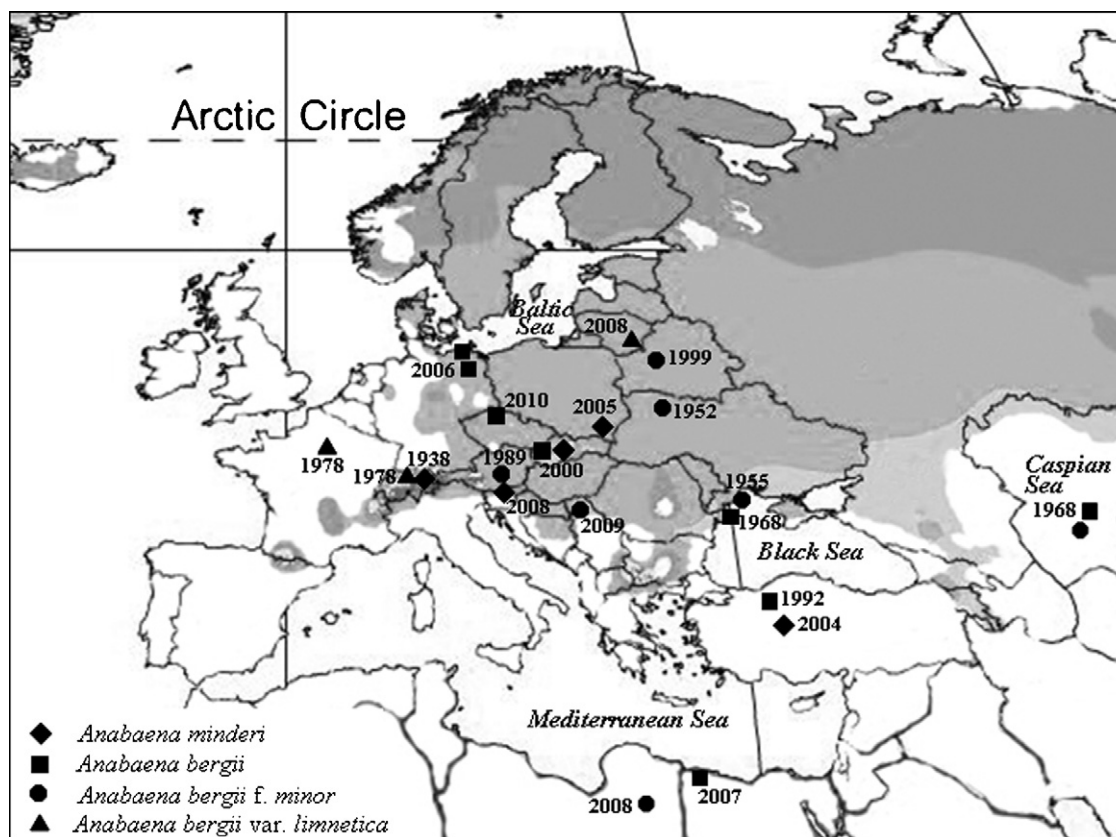 Arctic Circle
Baltic
Sea
2008
1999
2006
2010
2005
1952
1978
1938
1978
1989
2000
2008
2009
1955
1968
Caspian
Sea
1968
Black Sea
1992
2004
Mediterranean Sea
2008
2007
Anabaena minderi
Anabaena bergii
Anabaena bergii f. minor
Anabaena bergii var. limnetica